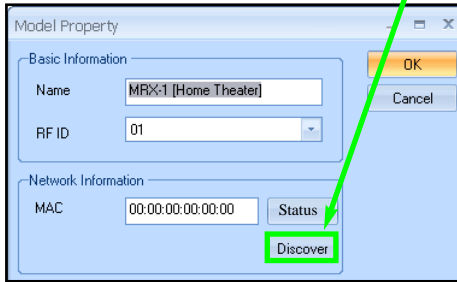 Model Property
Basic Information
OK
Name MRX-1 [Home Theater]
Cancel
RF ID 01
Network Information
MAC 00:00:00:00:00:00 Status
Discover